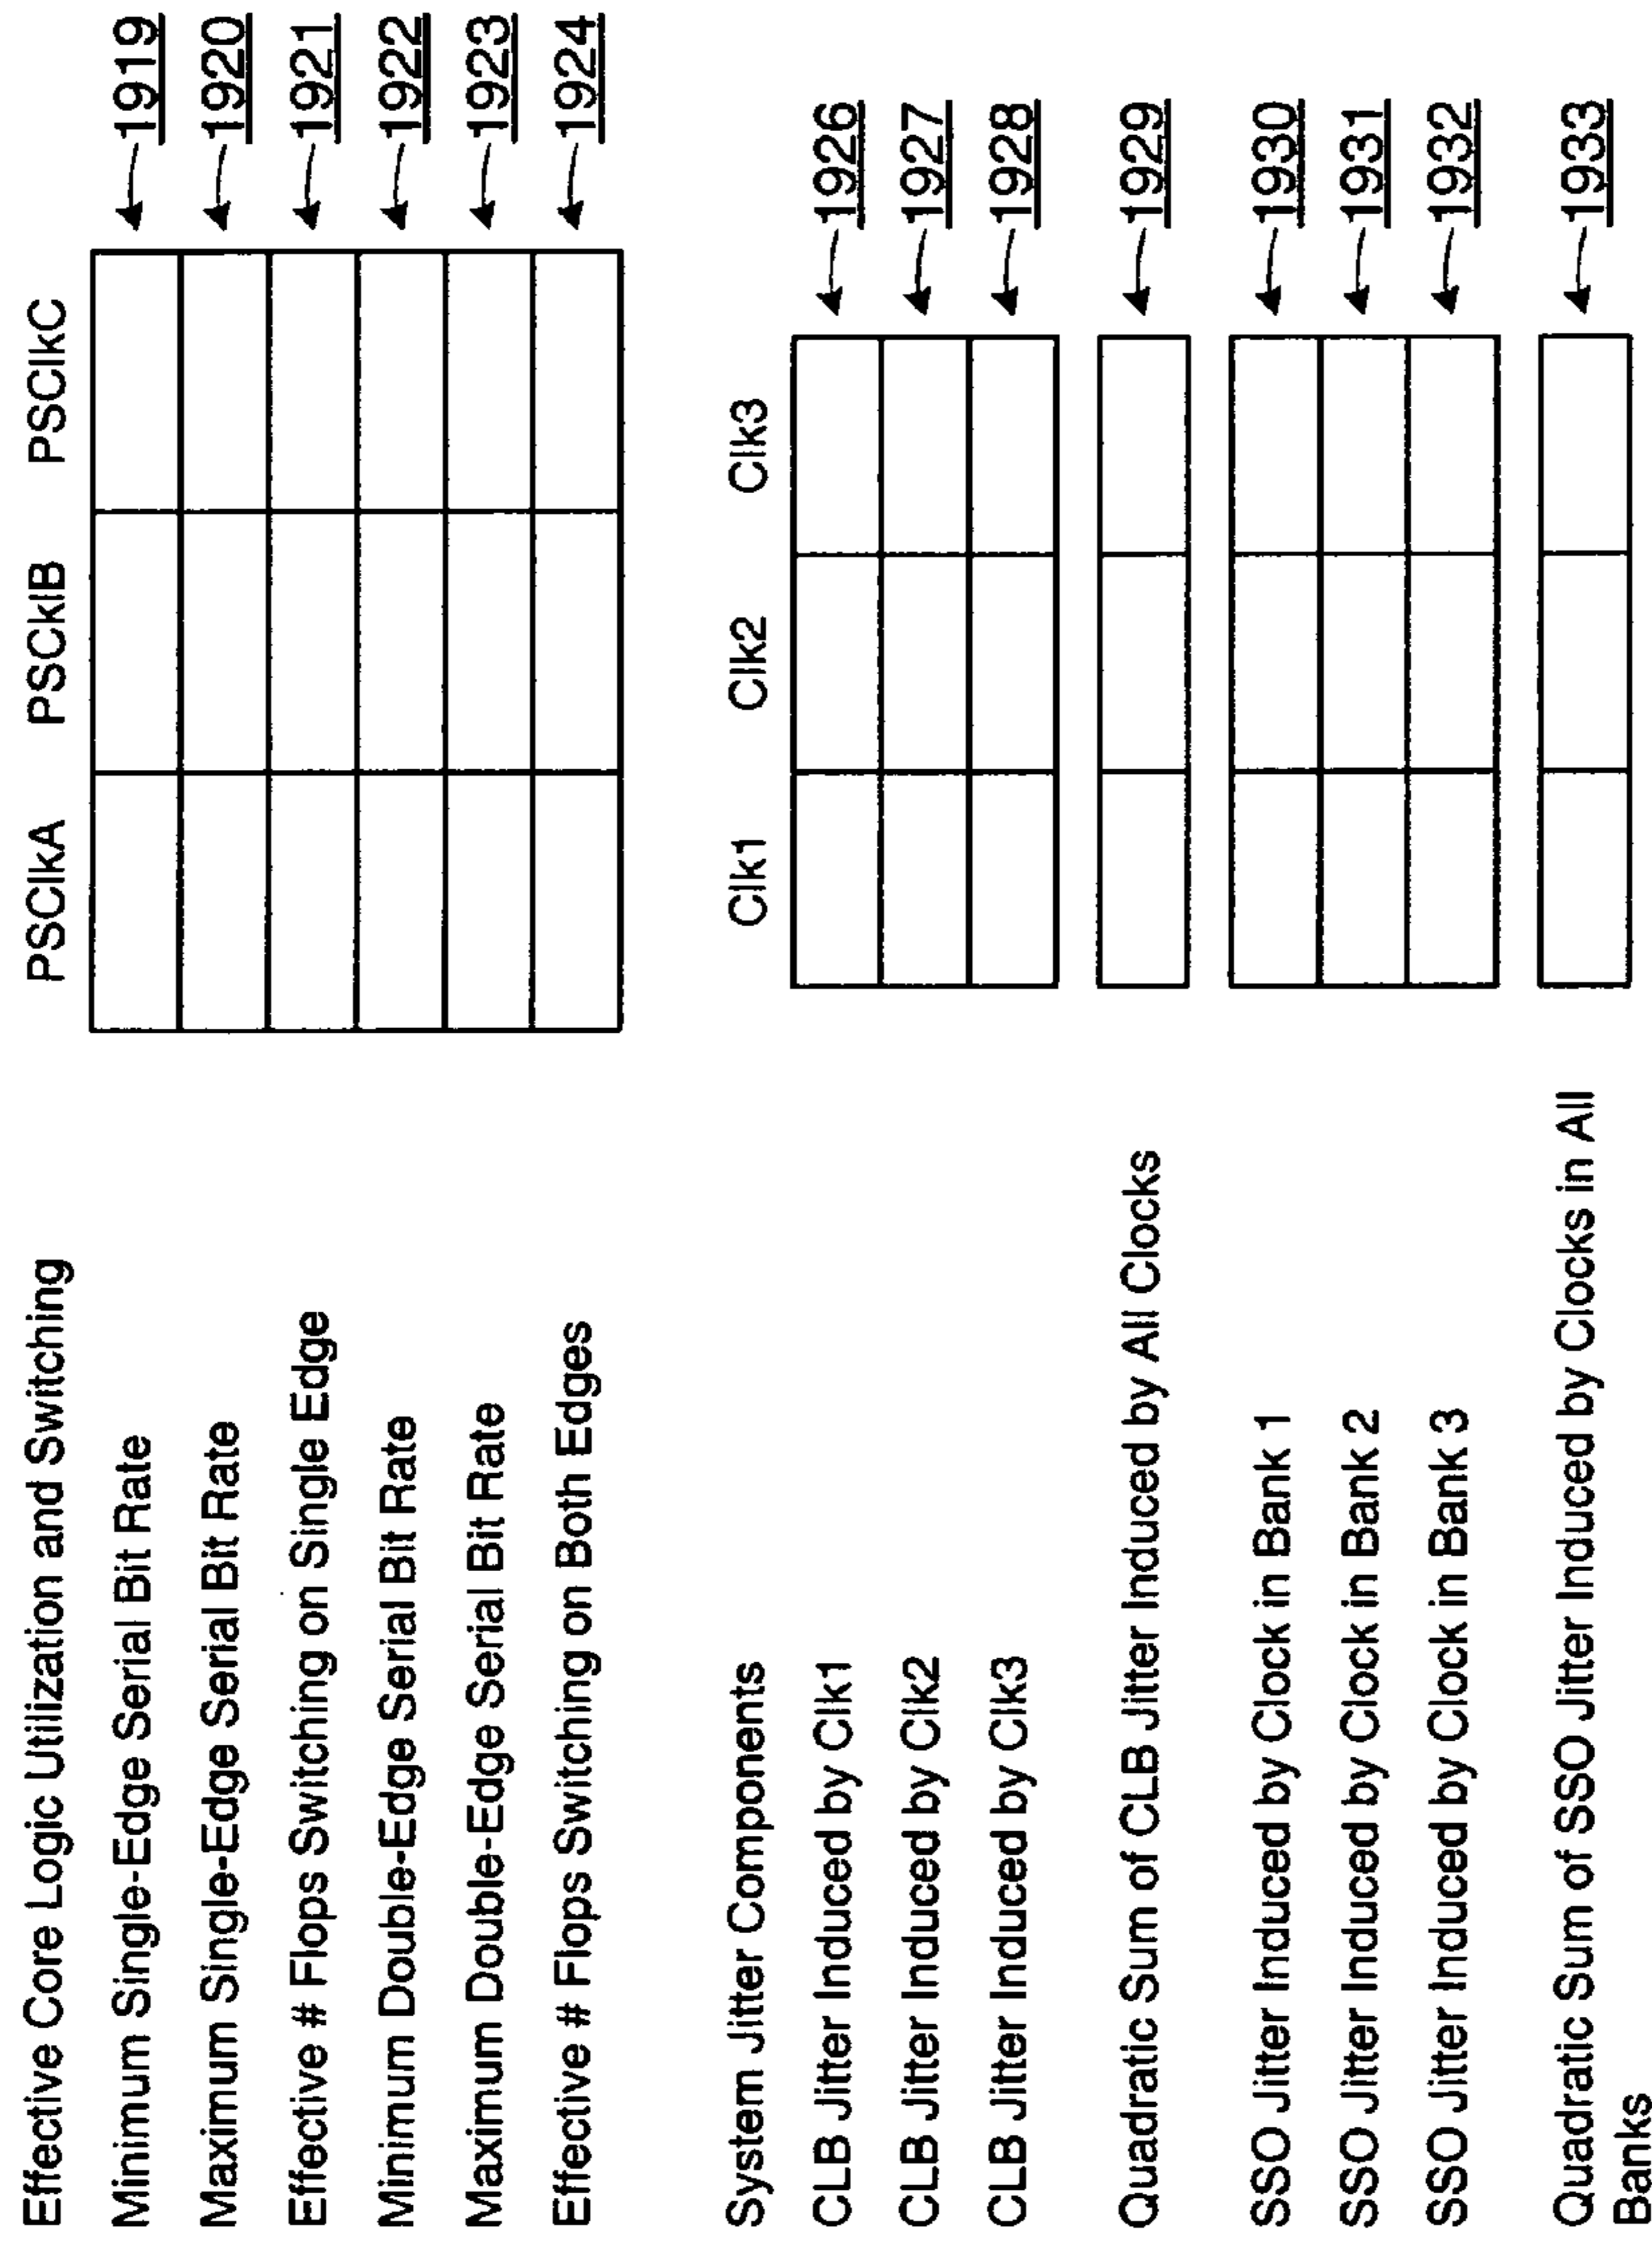 Effective Core Logic Utilization and Switching PSClkA PSCklB PSClkC
Minimum Single-Edge Serial Bit Rate 1919
Maximum Single-Edge Serial Bit Rate 1920
Effective # Flops Switching on Single Edge 1921
Minimum Double-Edge Serial Bit Rate 1922
Maximum Double-Edge Serial Bit Rate 1923
Effective # Flops Switching on Both Edges 1924
System Jitter Components Clk1 Clk2 Clk3
CLB Jitter Induced by Clk1 1926
CLB Jitter Induced by Clk2 1927
CLB Jitter Induced by Clk3 1928
Quadratic Sum of CLB Jitter Induced by All Clocks 1929
SSO Jitter Induced by Clock in Bank 1 1930
SSO Jitter Induced by Clock in Bank 2 1931
SSO Jitter Induced by Clock in Bank 3 1932
Quadratic Sum of SSO Jitter Induced by Clocks in All 1933
Banks